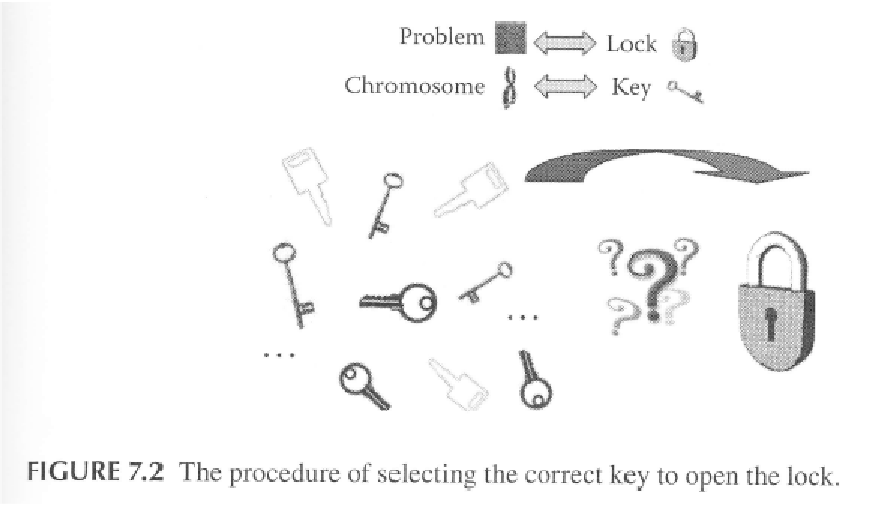 Problem Lock
Chromosome Key
? ? ?
? ?
...
...
FIGURE 7.2 The procedure of selecting the correct key to open the lock.